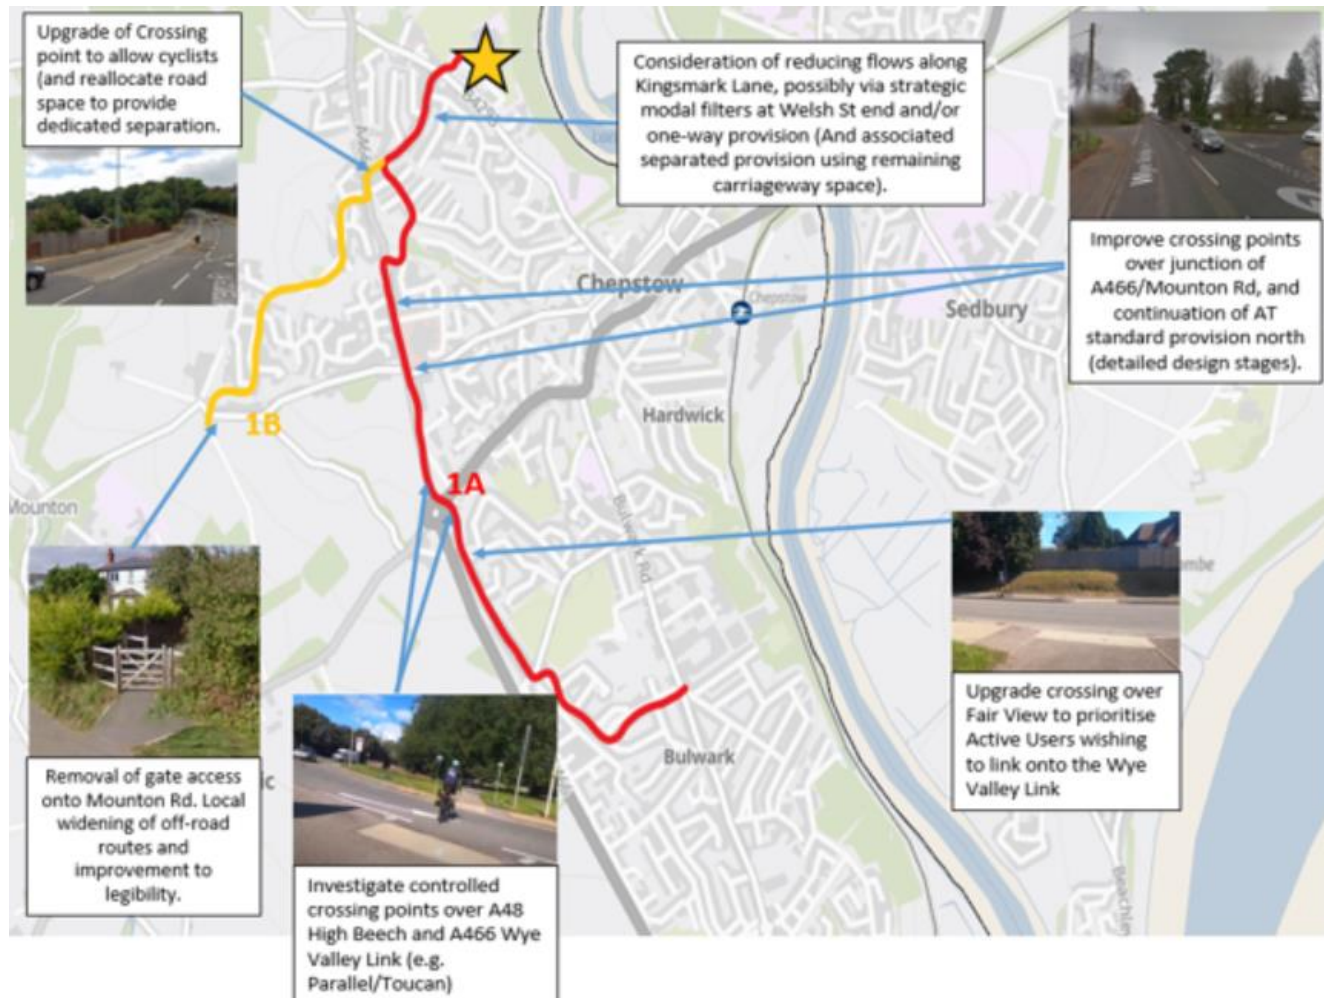 Upgrade of Crossing
point to allow cyclists
(and reallocate road
space to provide
dedicated separation.
Consideration of reducing flows along
Kingsmark Lane, possibly via strategic
modal filters at Welsh St end and/or
one-way provision (And associated
separated provision using remaining
carriageway space).
Improve crossing points
over junction of
A466/Mounton Rd, and
continuation of AT
standard provision north
(detailed design stages).
Chepstow
Chepstow
Sedbury
Hardwick
1B
1A
Mounton
Bulwark Rd
Bulwark
Removal of gate access
onto Mounton Rd. Local
widening of off-road
routes and
improvement to
legibility.
ic
Investigate controlled
crossing points over A48
High Beech and A466 Wye
Valley Link (e.g.
Parallel/Toucan)
Upgrade crossing over
Fair View to prioritise
Active Users wishing
to link onto the Wye
Valley Link
mbe
Beachley